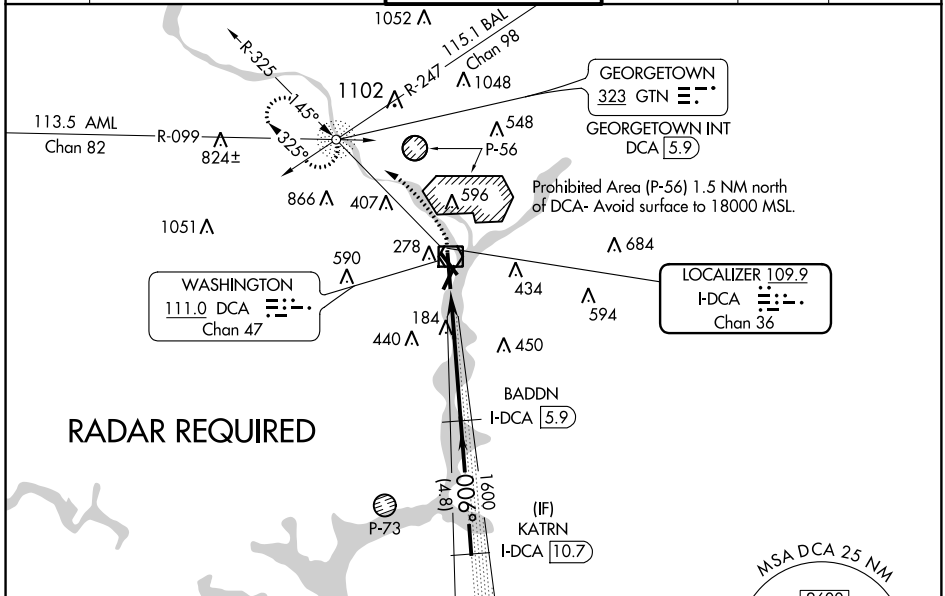 1052
115.1 BAL
Chan 98
R-247
R-325
1102
1048
GEORGETOWN
323 GTN
145°
113.5 AML
Chan 82
R-099
824±
325°
548
P-56
GEORGETOWN INT
DCA 5.9
866
407
596
Prohibited Area (P-56) 1.5 NM north
of DCA- Avoid surface to 18000 MSL.
1051
278
684
590
WASHINGTON
111.0 DCA
Chan 47
434
594
LOCALIZER 109.9
I-DCA
Chan 36
184
440
450
BADDN
I-DCA 5.9
RADAR REQUIRED
1600
006°
(4.8)
P-73
(IF)
KATRN
I-DCA 10.7
MSA DCA 25 NM